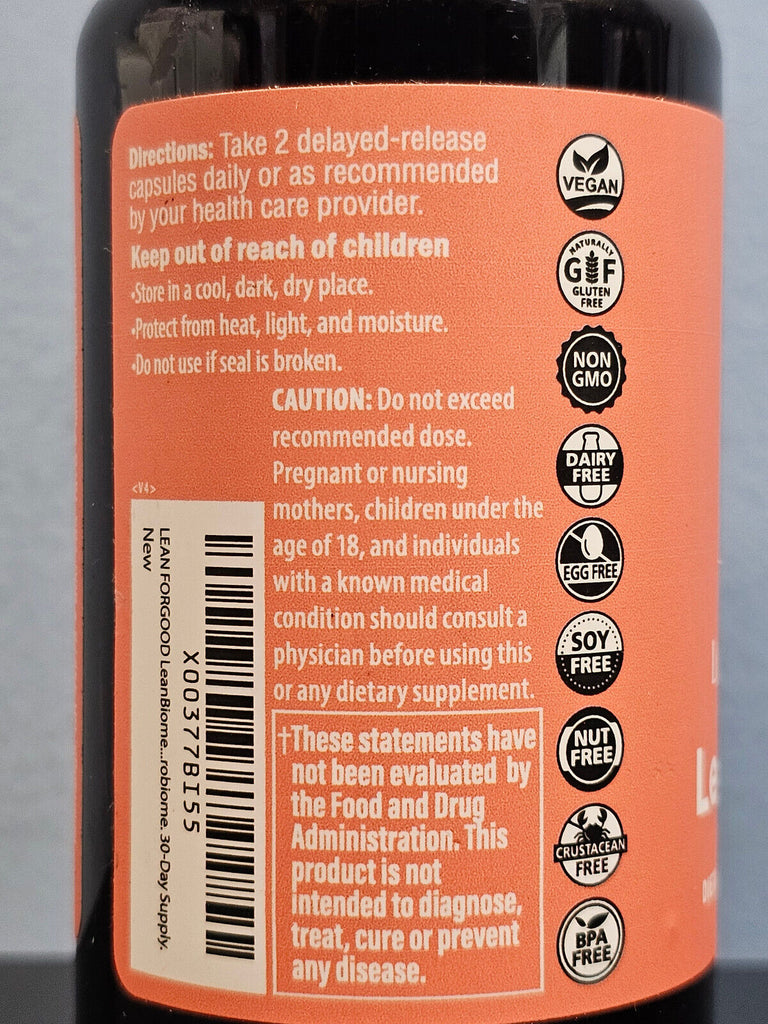 Directions: Take 2 delayed-release
capsules daily or as recommended
by your health care provider.
Keep out of reach of children
•Store in a cool, dark, dry place.
•Protect from heat, light, and moisture.
•Do not use if seal is broken.
CAUTION: Do not exceed
recommended dose.
Pregnant or nursing
mothers, children under the
age of 18, and individuals
with a known medical
condition should consult a
physician before using this
or any dietary supplement.
†These statements have
not been evaluated by
the Food and Drug
Administration. This
product is not
intended to diagnose,
treat, cure or prevent
any disease.
<V4>
X00377BI55
LEAN FORGOOD LeanBiome...robiome. 30-Day Supply.
New
VEGAN
NATURALLY
GF
GLUTEN
FREE
NON
GMO
DAIRY
FREE
EGG FREE
SOY
FREE
NUT
FREE
CRUSTACEAN
FREE
BPA
FREE
Le